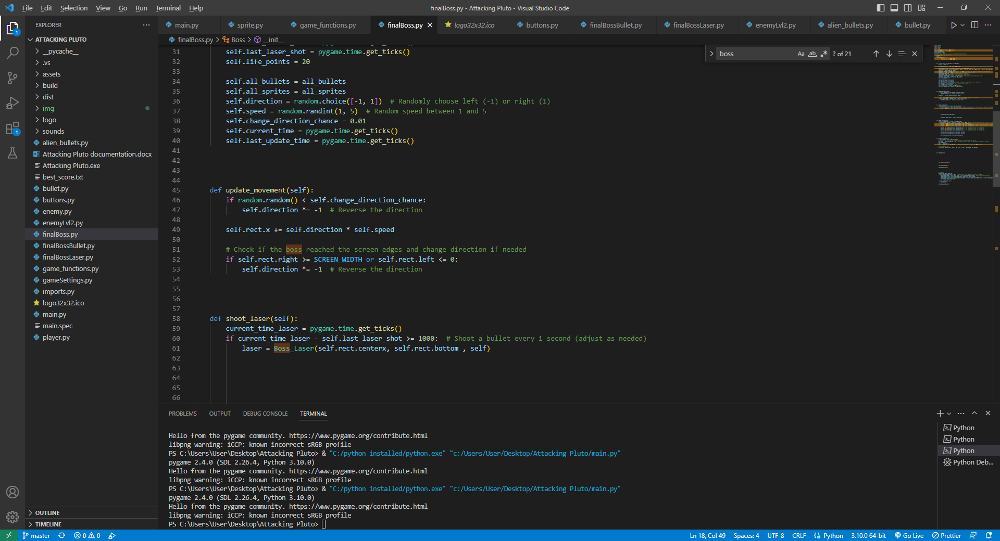 File Edit Selection View Go Run Terminal Help
finalBoss.py - Attacking Pluto - Visual Studio Code
EXPLORER
main.py sprite.py game_functions.py finalBoss.py logo32x32.ico buttons.py finalBossBullet.py finalBossLaser.py enemyLvl2.py alien_bullets.py bullet.py
finalBoss.py > Boss > __init__
ATTACKING PLUTO
__pycache__
.vs
assets
build
dist
img
logo
sounds
alien_bullets.py
Attacking Pluto documentation.docx
Attacking Pluto.exe
best_score.txt
bullet.py
buttons.py
enemy.py
enemyLvl2.py
finalBoss.py
finalBossBullet.py
finalBossLaser.py
game_functions.py
gameSettings.py
imports.py
logo32x32.ico
main.py
main.spec
player.py
OUTLINE
TIMELINE
boss Aa ab ? of 21
31 self.last_laser_shot = pygame.time.get_ticks()
32 self.life_points = 20
33
34 self.all_bullets = all_bullets
35 self.all_sprites = all_sprites
36 self.direction = random.choice([-1, 1])  # Randomly choose left (-1) or right (1)
37 self.speed = random.randint(1, 5)  # Random speed between 1 and 5
38 self.change_direction_chance = 0.01
39 self.current_time = pygame.time.get_ticks()
40 self.last_update_time = pygame.time.get_ticks()
41
42
43
44
45 def update_movement(self):
46 if random.random() < self.change_direction_chance:
47 self.direction *= -1  # Reverse the direction
48
49 self.rect.x += self.direction * self.speed
50
51 # Check if the boss reached the screen edges and change direction if needed
52 if self.rect.right >= SCREEN_WIDTH or self.rect.left <= 0:
53 self.direction *= -1  # Reverse the direction
54
55
56
57
58 def shoot_laser(self):
59 current_time_laser = pygame.time.get_ticks()
60 if current_time_laser - self.last_laser_shot >= 1000:  # Shoot a bullet every 1 second (adjust as needed)
61 laser = Boss_Laser(self.rect.centerx, self.rect.bottom , self)
62
63
64
65
66
PROBLEMS OUTPUT DEBUG CONSOLE TERMINAL
Hello from the pygame community. https://www.pygame.org/contribute.html
libpng warning: iCCP: known incorrect sRGB profile
PS C:\Users\User\Desktop\Attacking Pluto> & "C:/python installed/python.exe" "c:/Users/User/Desktop/Attacking Pluto/main.py"
pygame 2.4.0 (SDL 2.26.4, Python 3.10.0)
Hello from the pygame community. https://www.pygame.org/contribute.html
libpng warning: iCCP: known incorrect sRGB profile
PS C:\Users\User\Desktop\Attacking Pluto> & "C:/python installed/python.exe" "c:/Users/User/Desktop/Attacking Pluto/main.py"
pygame 2.4.0 (SDL 2.26.4, Python 3.10.0)
Hello from the pygame community. https://www.pygame.org/contribute.html
libpng warning: iCCP: known incorrect sRGB profile
PS C:\Users\User\Desktop\Attacking Pluto>
Python
Python
Python
Python Deb...
1
1
master 0 0 Ln 18, Col 49 Spaces: 4 UTF-8 CRLF Python 3.10.0 64-bit Go Live Prettier